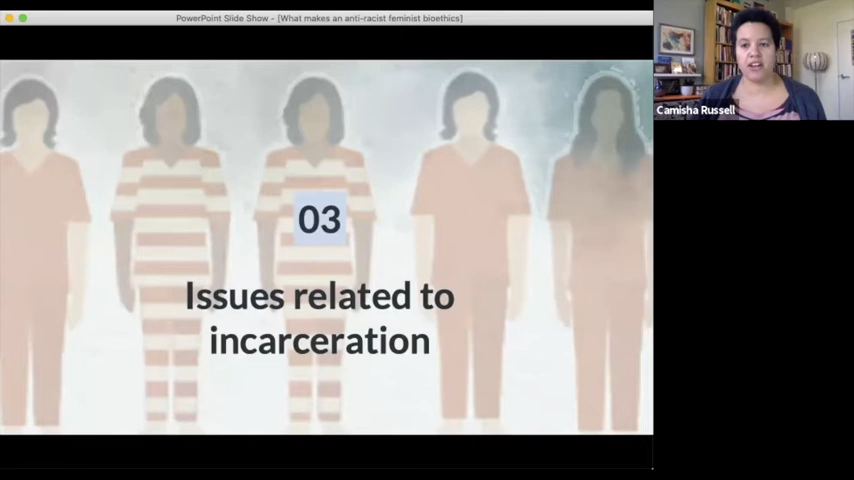 PowerPoint Slide Show - [What makes an anti-racist feminist bioethics]
Camisha Russell
03
Issues related to
incarceration